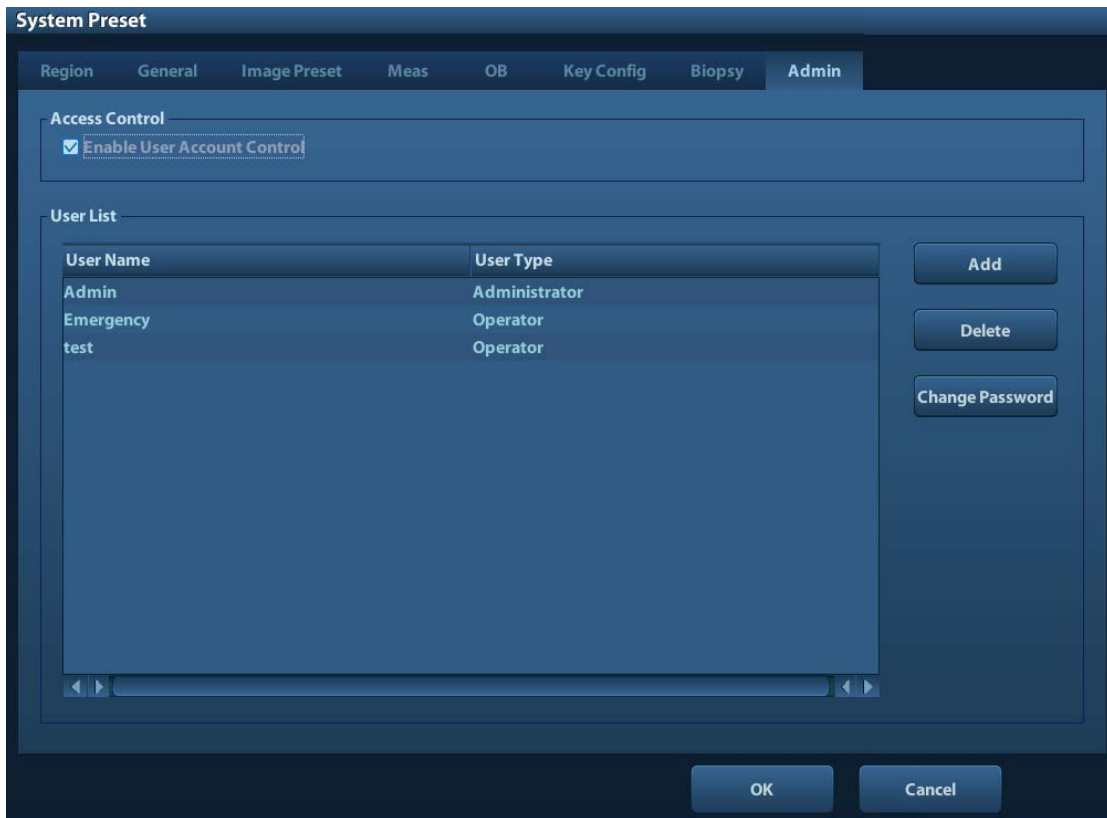 System Preset
Region General Image Preset Meas OB Key Config Biopsy Admin
Access Control
Enable User Account Control
User List
User Name User Type
Admin Administrator
Emergency Operator
test Operator
Add
Delete
Change Password
OK Cancel